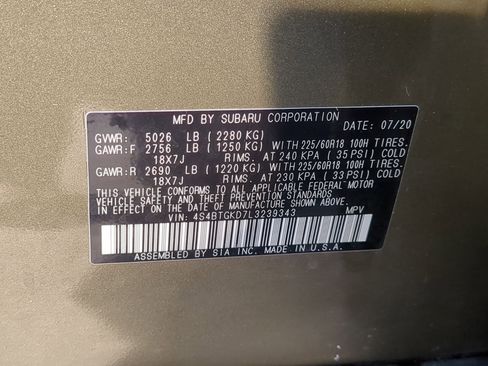 MFD BY SUBARU CORPORATION
DATE: 07/20
GVWR: 5026 LB (2280 KG)
GAWR:F 2756 LB (1250 KG) WITH 225/60R18 100H TIRES.
18X7J RIMS. AT 240 KPA (35 PSI) COLD
GAWR:R 2690 LB (1220 KG) WITH 225/60R18 100H TIRES.
18X7J RIMS. AT 230 KPA (33 PSI) COLD
THIS VEHICLE CONFORMS TO ALL APPLICABLE FEDERAL MOTOR
VEHICLE SAFETY AND THEFT PREVENTION STANDARDS
IN EFFECT ON THE DATE OF MANUFACTURE SHOWN ABOVE.
VIN: 4S4BTGKD7L3239343 MPV
ASSEMBLED BY SIA INC. MADE IN U.S.A.